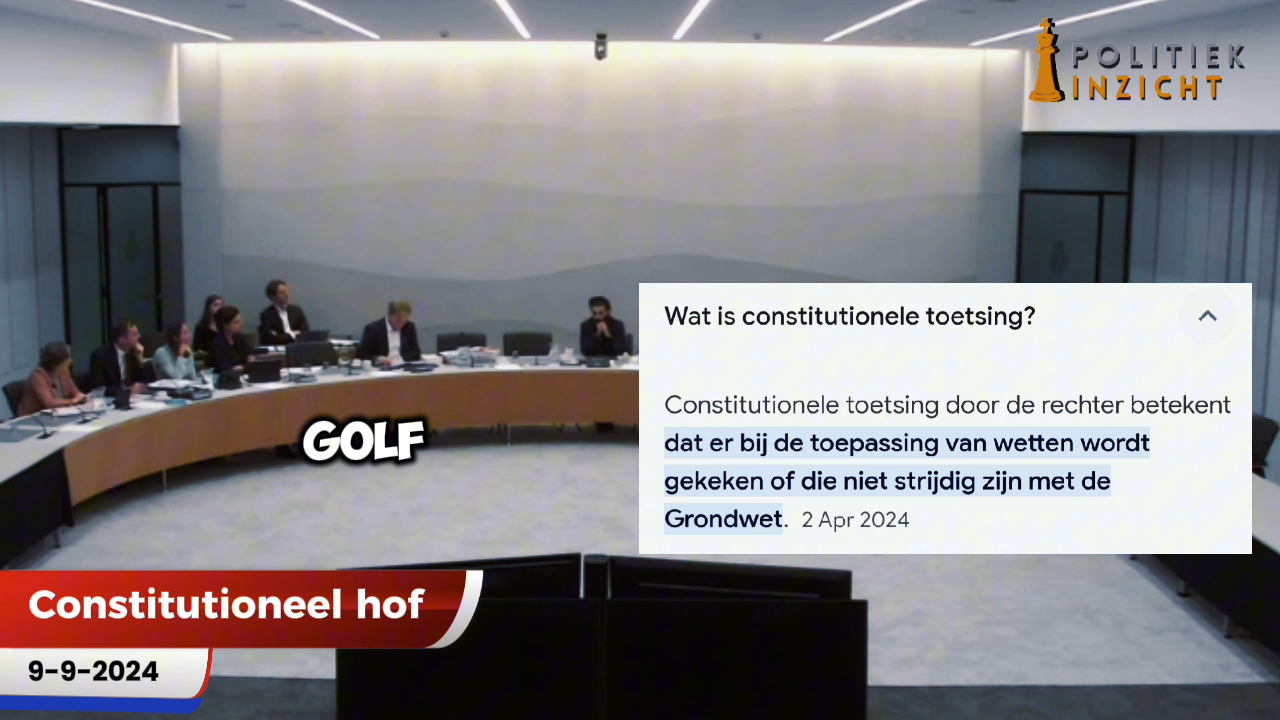 POLITIEK
INZICHT
Wat is constitutionele toetsing?
Constitutionele toetsing door de rechter betekent
dat er bij de toepassing van wetten wordt
gekeken of die niet strijdig zijn met de
Grondwet. 2 Apr 2024
GOLF
Constitutioneel hof
9-9-2024